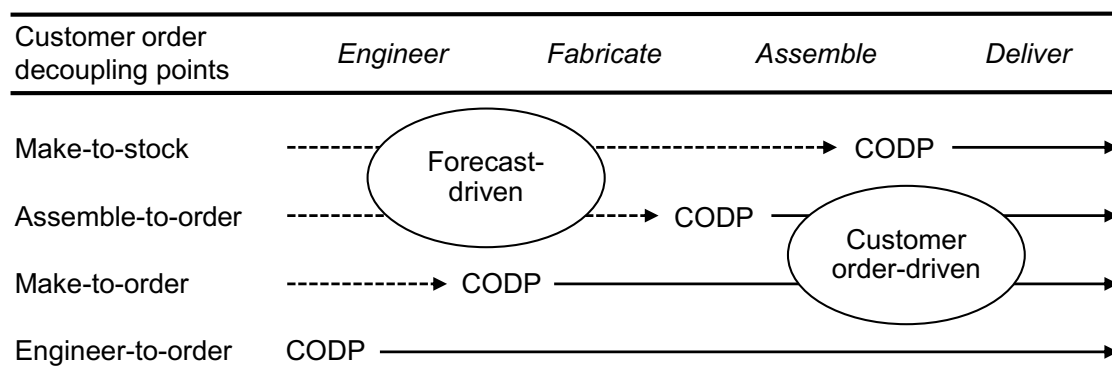 Customer order
decoupling points
Engineer Fabricate Assemble Deliver
Make-to-stock
Forecast-
driven
CODP
Assemble-to-order
CODP
Customer
order-driven
Make-to-order
CODP
Engineer-to-order
CODP